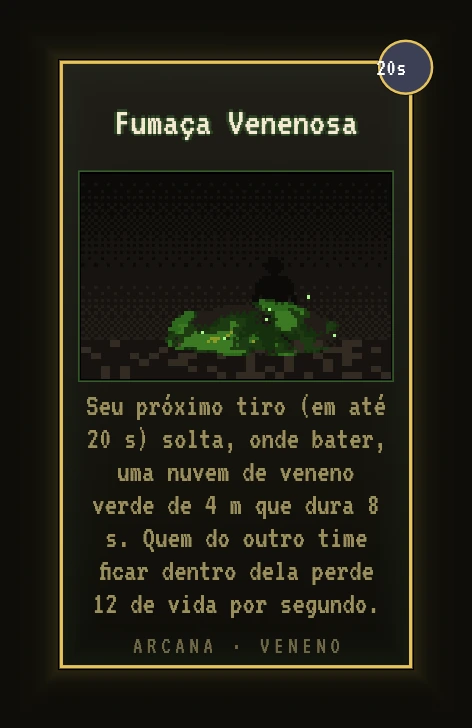 20s
Fumaça Venenosa
Seu próximo tiro (em até
20 s) solta, onde bater,
uma nuvem de veneno
verde de 4 m que dura 8
s. Quem do outro time
ficar dentro dela perde
12 de vida por segundo.
ARCANA · VENENO